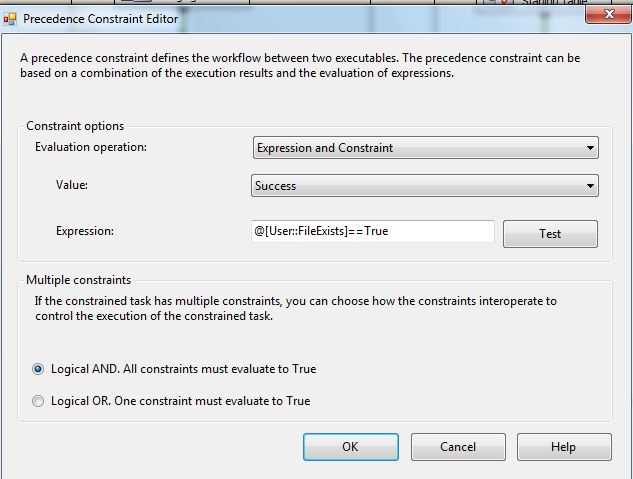 Precedence Constraint Editor
A precedence constraint defines the workflow between two executables. The precedence constraint can be
based on a combination of the execution results and the evaluation of expressions.
Constraint options
Evaluation operation:
Expression and Constraint
Value:
Success
Expression:
@[User::FileExists]==True
Test
Multiple constraints
If the constrained task has multiple constraints, you can choose how the constraints interoperate to
control the execution of the constrained task.
Logical AND. All constraints must evaluate to True
Logical OR. One constraint must evaluate to True
OK
Cancel
Help